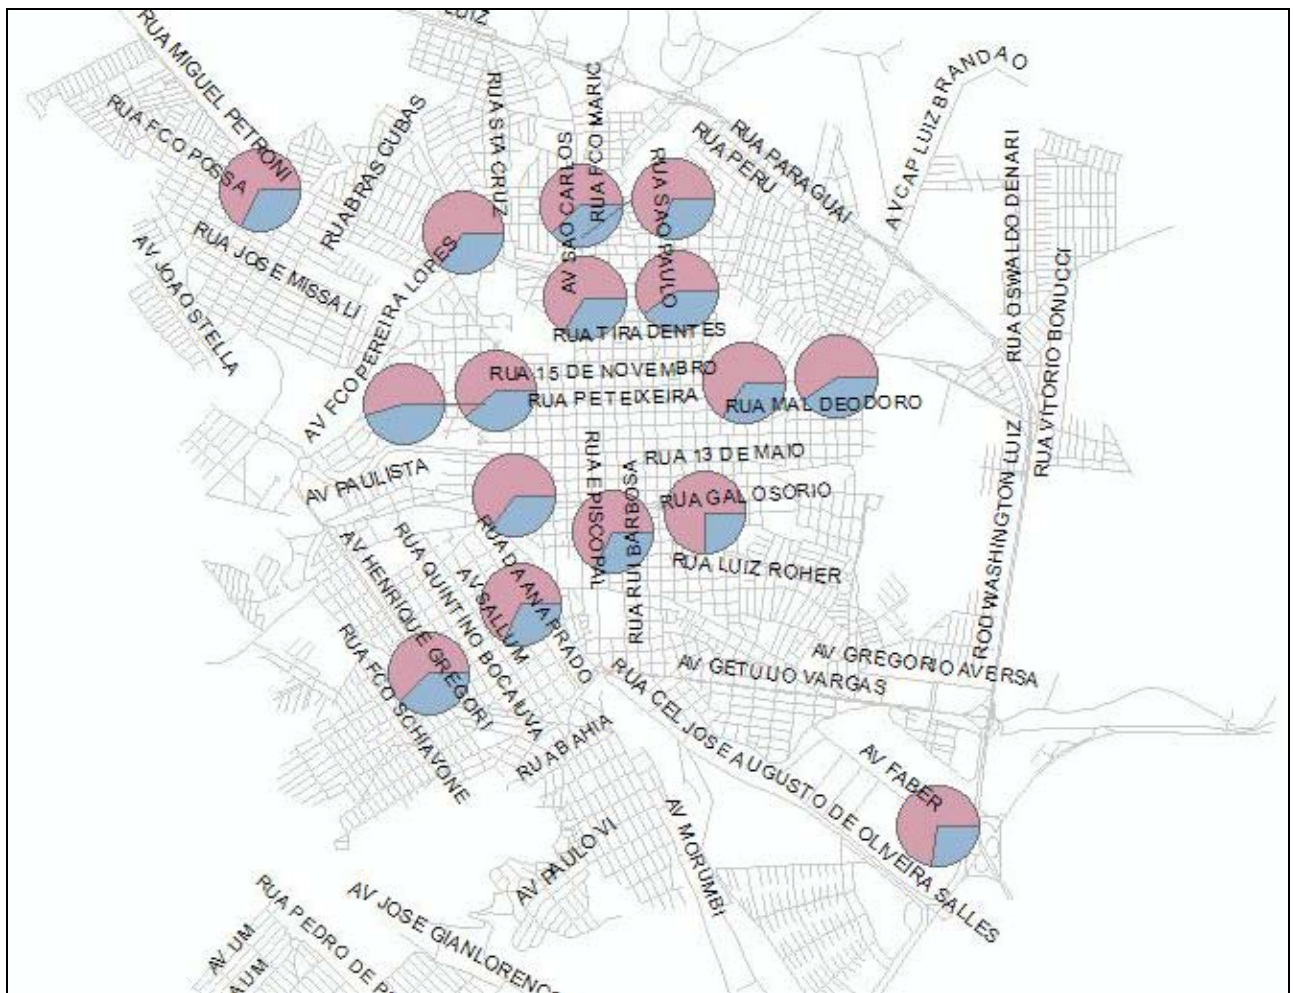 LUIZ
RUA MIGUEL PETRONI
RUA FCO POSSA
RUA BRAS CUBAS
RUA STA CRUZ
RUA FCO MARIC
AV SAO CARLOS
RUA SAO PAULO
RUA PERU
RUA PARAGUAI
AV CAP LUIZ BRANDAO
RUA OSWALDO DENARI
RUA VITORIO BONUCCI
RUA JOSE MISSALI
AV JOAO STELLA
AV FCO PEREIRA LOPES
RUA TIRADENTES
RUA 15 DE NOVEMBRO
RUA PE TEIXEIRA
RUA MAL DEODORO
RUA 13 DE MAIO
AV PAULISTA
RUA EPISCOPAL
RUA RUI BARBOSA
RUA GAL OSORIO
RUA LUIZ ROHER
ROD WASHINGTON LUIZ
RUA DA ANA PRADO
AV SALLUM
RUA QUINTINO BOCAIUVA
AV HENRIQUE GREGORI
RUA FCO SCHIAVONE
AV GREGORIO AVERSA
AV GETULIO VARGAS
RUA CEL JOSE AUGUSTO DE OLIVEIRA SALLES
RUA BAHIA
AV FABER
AV MORUMBI
AV PAULO VI
AV JOSE GIANLORENÇO
RUA PEDRO DE
AV UM
A UM